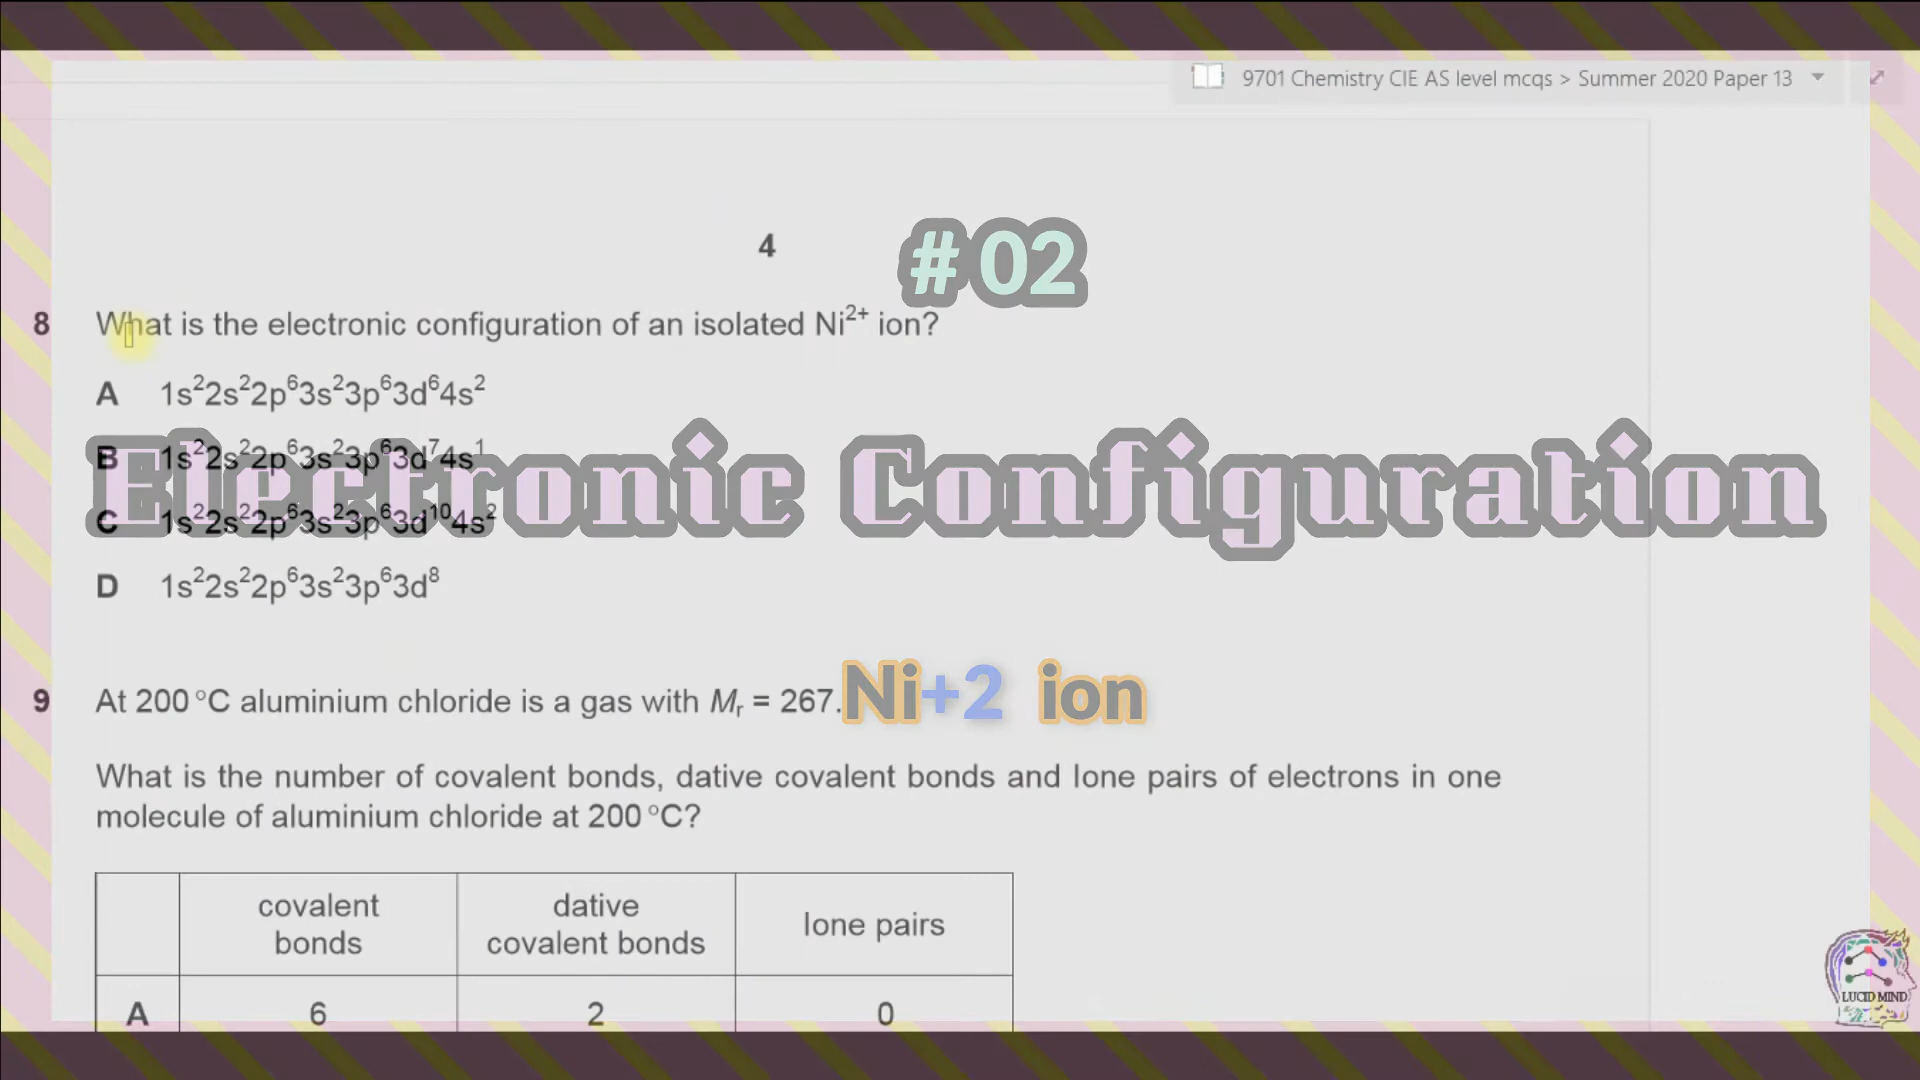 9701 Chemistry CIE AS level mcqs > Summer 2020 Paper 13
#02
4
8 What is the electronic configuration of an isolated Ni²⁺ ion?
A 1s²2s²2p⁶3s²3p⁶3d⁶4s²
B 1s²2s²2p⁶3s²3p⁶3d⁷4s¹
Electronic Configuration
C 1s²2s²2p⁶3s²3p⁶3d¹⁰4s²
D 1s²2s²2p⁶3s²3p⁶3d⁸
Ni+2 ion
9 At 200 °C aluminium chloride is a gas with Mᵣ = 267.
What is the number of covalent bonds, dative covalent bonds and lone pairs of electrons in one
molecule of aluminium chloride at 200 °C?
covalent bonds
dative covalent bonds
lone pairs
A 6 2 0
LUCID MIND